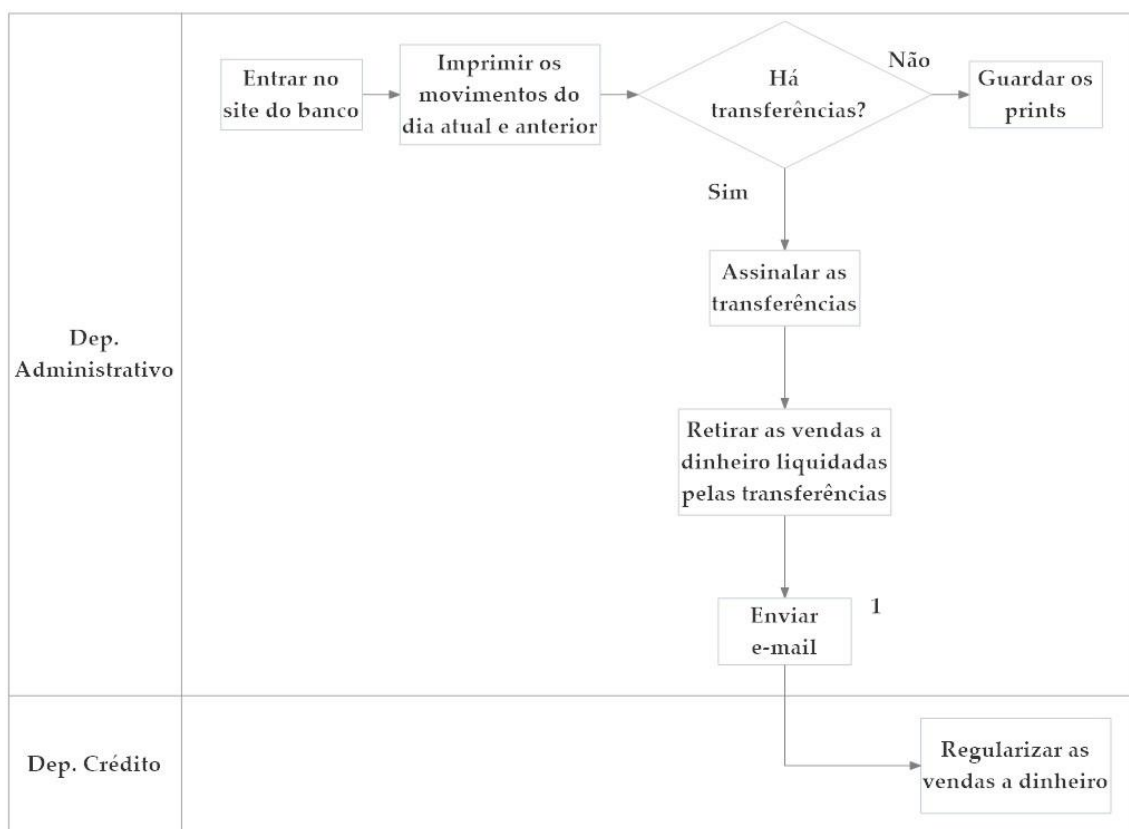 Entrar no
site do banco
Imprimir os
movimentos do
dia atual e anterior
Há
transferências?
Não
Guardar os
prints
Sim
Assinalar as
transferências
Dep.
Administrativo
Retirar as vendas a
dinheiro liquidadas
pelas transferências
Enviar
e-mail
1
Dep. Crédito
Regularizar as
vendas a dinheiro